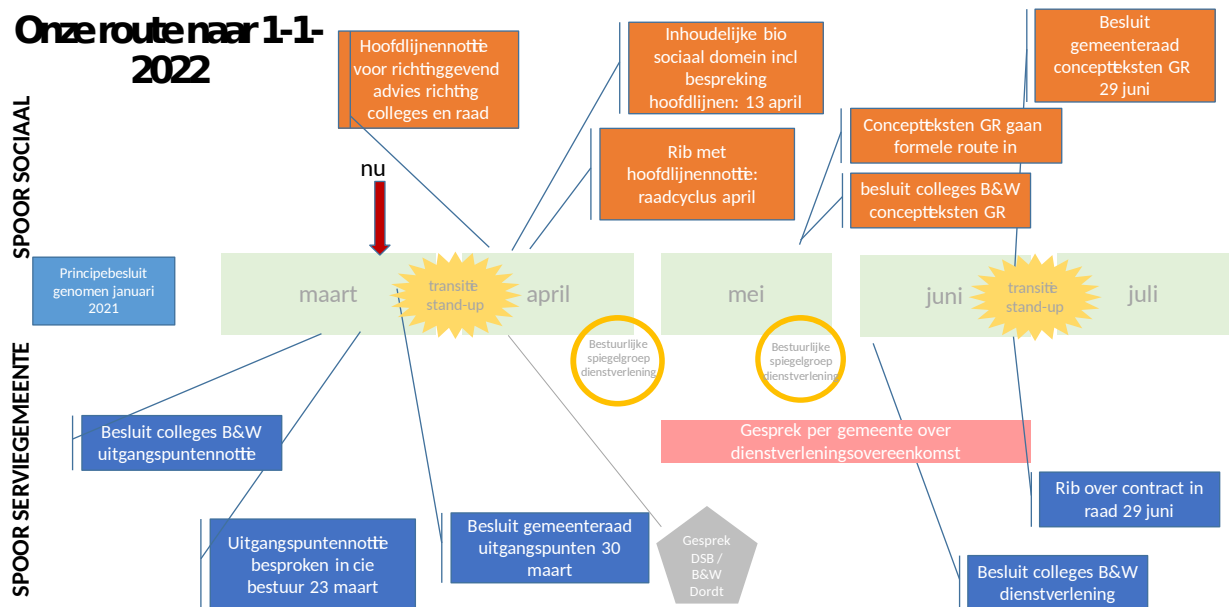 Onze route naar 1-1-
2022
SPOOR SOCIAAL
Hoofdlijnennotitie
voor richtinggevend
advies richting
colleges en raad
Inhoudelijke bio
sociaal domein incl
bespreking
hoofdlijnen: 13 april
Besluit
gemeenteraad
concepteksten GR
29 juni
Concepteksten GR gaan
formele route in
Rib met
hoofdlijnennotitie:
raadcyclus april
besluit colleges B&W
concepteksten GR
nu
Principebesluit
genomen januari
2021
maart
transitie
stand-up
april
mei
juni
transitie
stand-up
juli
Bestuurlijke
spiegelgroep
dienstverlening
Bestuurlijke
spiegelgroep
dienstverlening
SPOOR SERVIEGEMEENTE
Besluit colleges B&W
uitgangspuntennotitie
Gesprek per gemeente over
dienstverleningsovereenkomst
Uitgangspuntennotitie
besproken in cie
bestuur 23 maart
Besluit gemeenteraad
uitgangspunten 30
maart
Gesprek
DSB /
B&W
Dordt
Rib over contract in
raad 29 juni
Besluit colleges B&W
dienstverlening